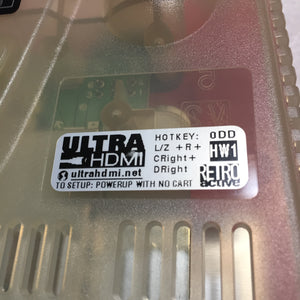 ULTRA
HDMI
ultrahdmi.net
HOTKEY:
L/Z +R+
CRight+
DRight
ODD
HW1
RETRO
active
TO SETUP: POWERUP WITH NO CART